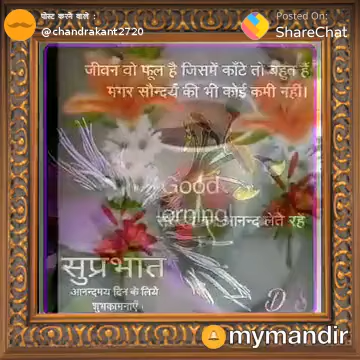 पोस्ट करने वाले :
@chandrakant2720
Posted On:
ShareChat
जीवन वो फूल है जिसमें काँटे तो बहुत हैं
मगर सौन्दर्य की भी कोई कमी नहीं।
Good
आनन्द लेते रहे
सुप्रभात
आनन्दमय दिन के लिये
शुभकामनाएँ
D S
mymandir